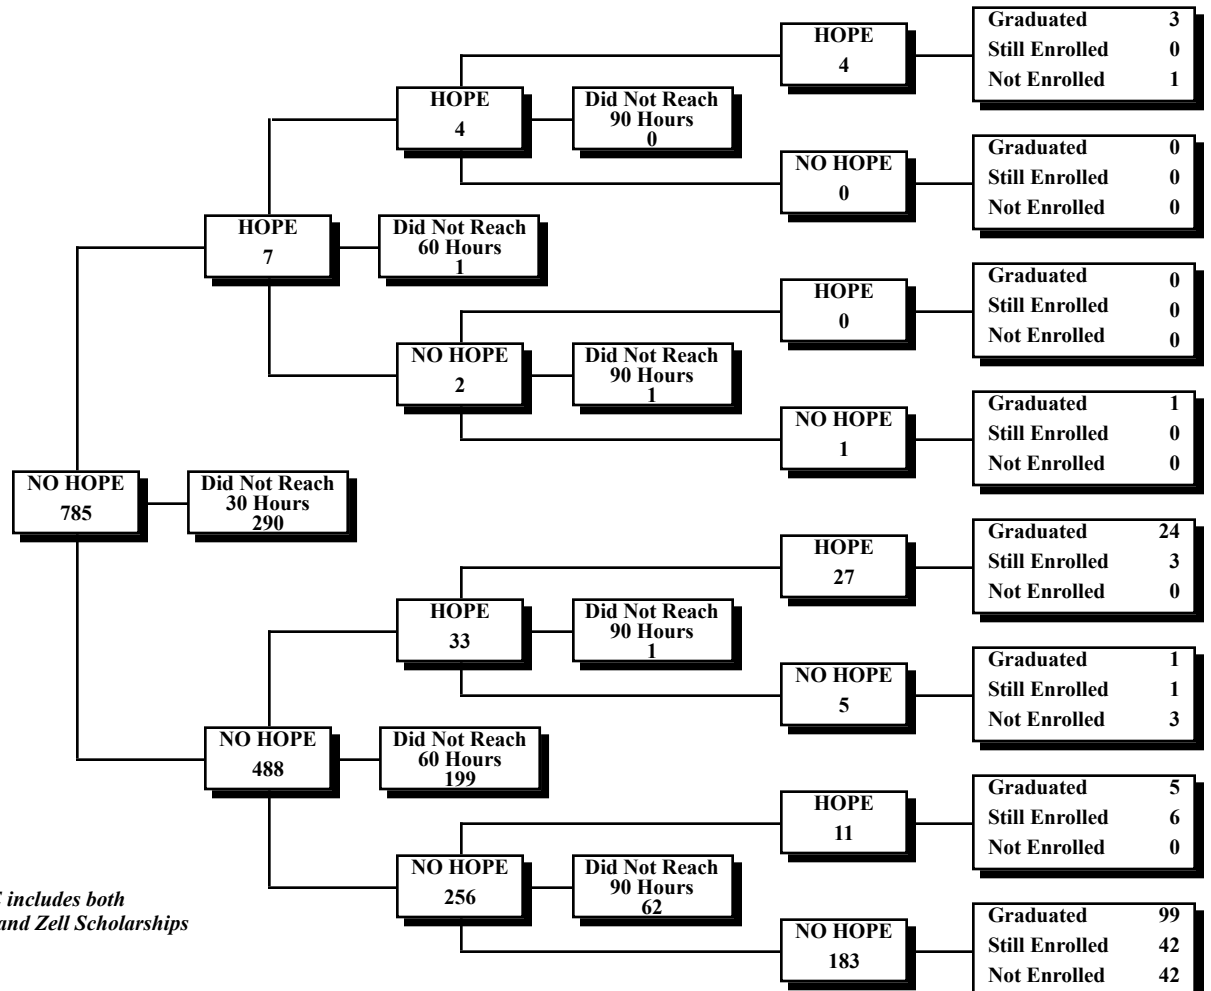 HOPE
4
Graduated 3
Still Enrolled 0
Not Enrolled 1
HOPE
4
Did Not Reach
90 Hours
0
NO HOPE
0
Graduated 0
Still Enrolled 0
Not Enrolled 0
HOPE
7
Did Not Reach
60 Hours
1
HOPE
0
Graduated 0
Still Enrolled 0
Not Enrolled 0
NO HOPE
2
Did Not Reach
90 Hours
1
NO HOPE
1
Graduated 1
Still Enrolled 0
Not Enrolled 0
NO HOPE
785
Did Not Reach
30 Hours
290
HOPE
27
Graduated 24
Still Enrolled 3
Not Enrolled 0
HOPE
33
Did Not Reach
90 Hours
1
NO HOPE
5
Graduated 1
Still Enrolled 1
Not Enrolled 3
NO HOPE
488
Did Not Reach
60 Hours
199
HOPE
11
Graduated 5
Still Enrolled 6
Not Enrolled 0
NO HOPE
256
Did Not Reach
90 Hours
62
NO HOPE
183
Graduated 99
Still Enrolled 42
Not Enrolled 42
includes both
and Zell Scholarships